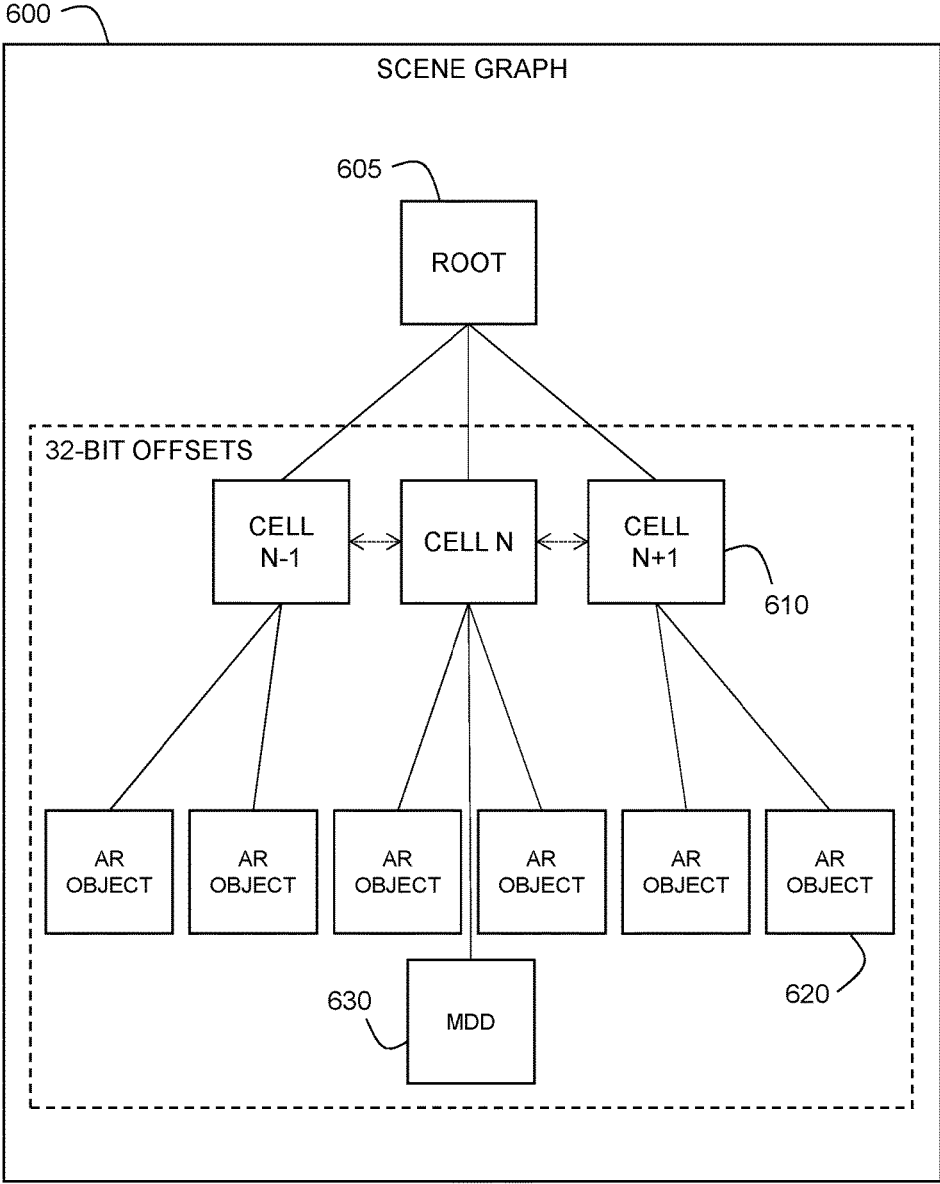 600
SCENE GRAPH
605
ROOT
32-BIT OFFSETS
CELL
N-1
CELL N
CELL
N+1
610
AR
OBJECT
AR
OBJECT
AR
OBJECT
AR
OBJECT
AR
OBJECT
AR
OBJECT
620
630
MDD